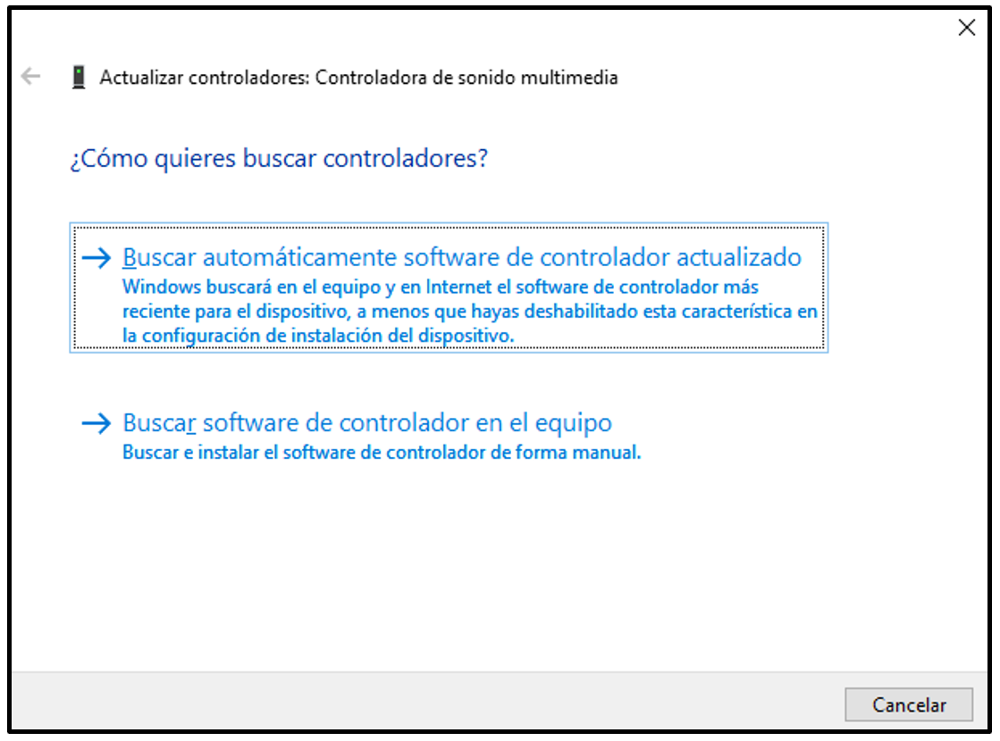 Actualizar controladores: Controladora de sonido multimedia
¿Cómo quieres buscar controladores?
Buscar automáticamente software de controlador actualizado
Windows buscará en el equipo y en Internet el software de controlador más
reciente para el dispositivo, a menos que hayas deshabilitado esta característica en
la configuración de instalación del dispositivo.
Buscar software de controlador en el equipo
Buscar e instalar el software de controlador de forma manual.
Cancelar